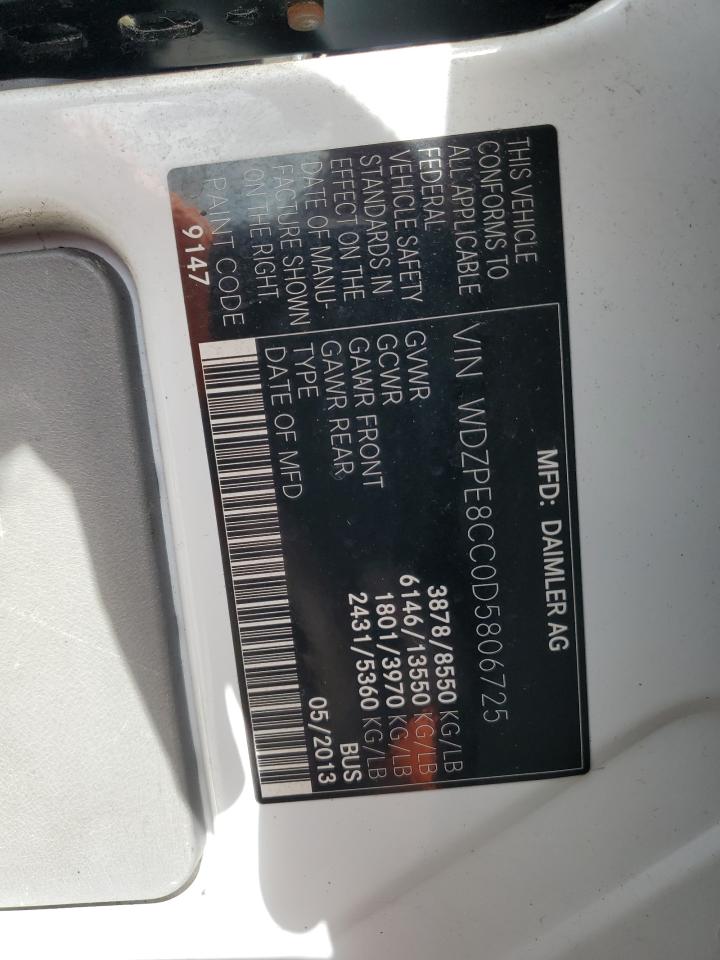 THIS VEHICLE
CONFORMS TO
ALL APPLICABLE
FEDERAL
VEHICLE SAFETY
STANDARDS IN
EFFECT ON THE
DATE OF MANU-
FACTURE SHOWN
ON THE RIGHT.
PAINT CODE
9147
MFD: DAIMLER AG
VIN WDZPE8CC0D5806725
GVWR 3878/8550 KG/LB
GCWR 6146/13550 KG/LB
GAWR FRONT 1801/3970 KG/LB
GAWR REAR 2431/5360 KG/LB
TYPE BUS
DATE OF MFD 05/2013